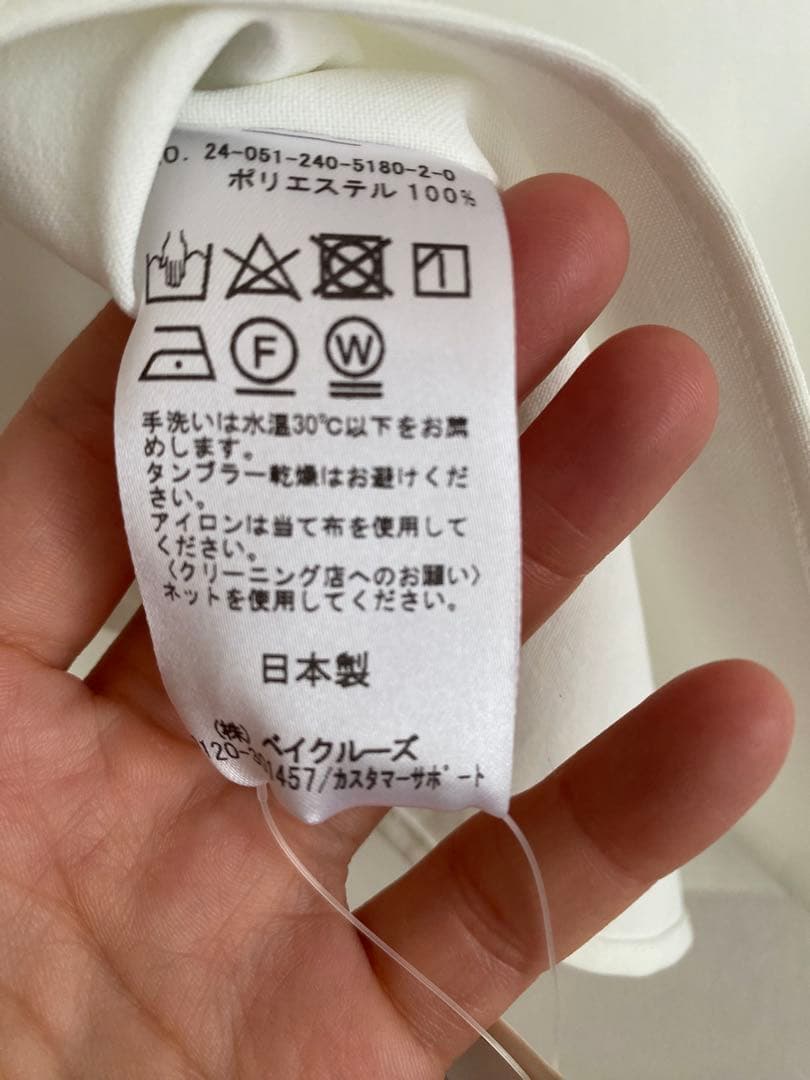 O. 24-051-240-5180-2-0
ポリエステル 100%
F W
手洗いは水温30℃以下をお薦
めします。
タンブラー乾燥はお避けくだ
さい。
アイロンは当て布を使用して
ください。
〈クリーニング店へのお願い〉
ネットを使用してください。
日本製
(株)ベイクルーズ
120-301457/カスタマーサポート